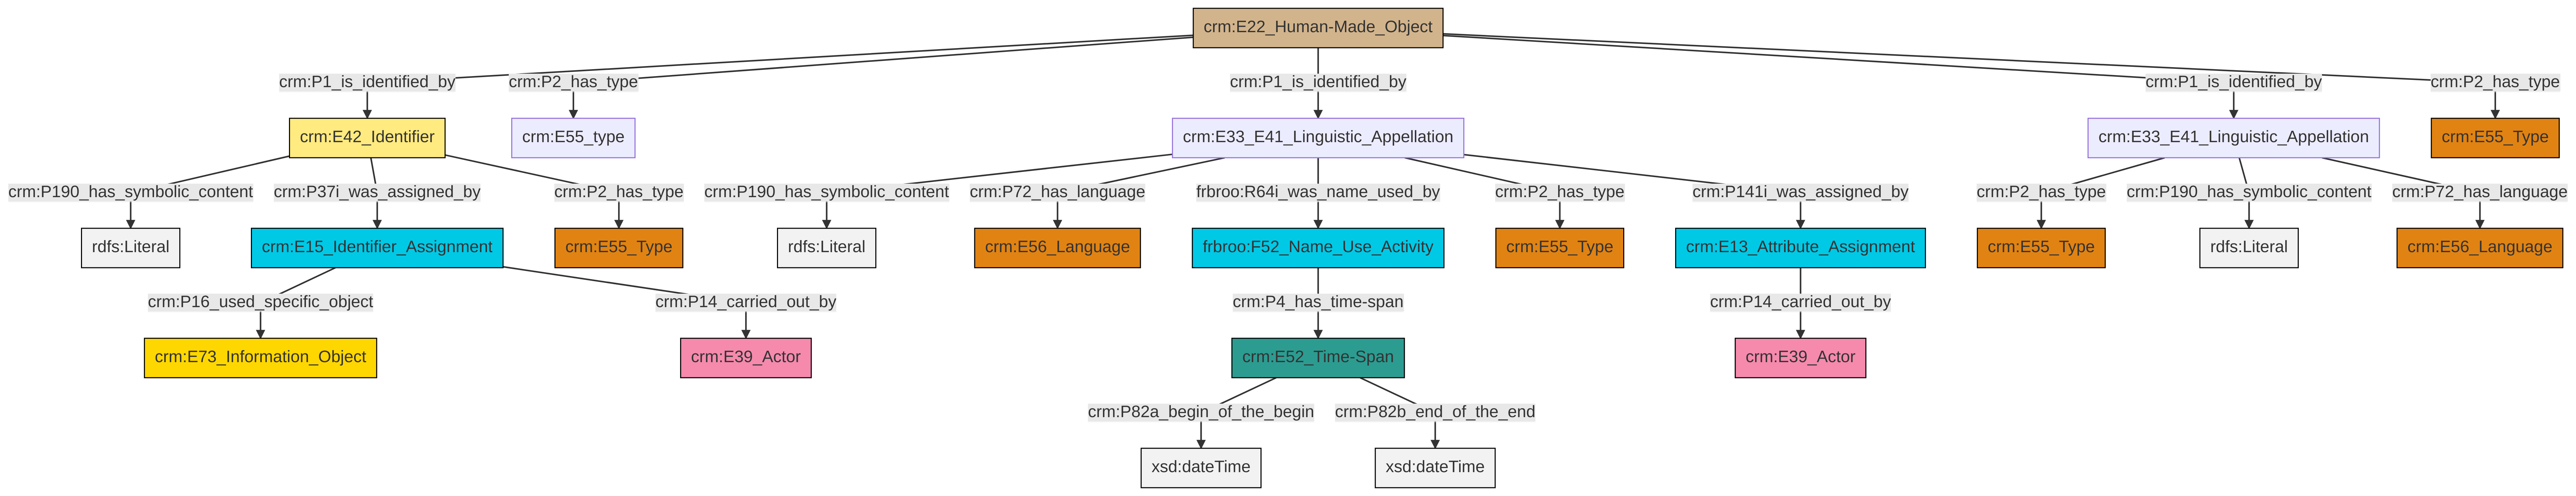 crm:E22_Human-Made_Object
crm:P1_is_identified_by
crm:P2_has_type
crm:P1_is_identified_by
crm:P1_is_identified_by
crm:P2_has_type
crm:E42_Identifier
crm:E55_type
crm:E33_E41_Linguistic_Appellation
crm:E33_E41_Linguistic_Appellation
crm:E55_Type
crm:P190_has_symbolic_content
crm:P37i_was_assigned_by
crm:P2_has_type
crm:P190_has_symbolic_content
crm:P72_has_language
frbroo:R64i_was_name_used_by
crm:P2_has_type
crm:P141i_was_assigned_by
crm:P2_has_type
crm:P190_has_symbolic_content
crm:P72_has_language
rdfs:Literal
crm:E15_Identifier_Assignment
crm:E55_Type
rdfs:Literal
crm:E56_Language
frbroo:F52_Name_Use_Activity
crm:E55_Type
crm:E13_Attribute_Assignment
crm:E55_Type
rdfs:Literal
crm:E56_Language
crm:P16_used_specific_object
crm:P14_carried_out_by
crm:P4_has_time-span
crm:P14_carried_out_by
crm:E73_Information_Object
crm:E39_Actor
crm:E52_Time-Span
crm:E39_Actor
crm:P82a_begin_of_the_begin
crm:P82b_end_of_the_end
xsd:dateTime
xsd:dateTime